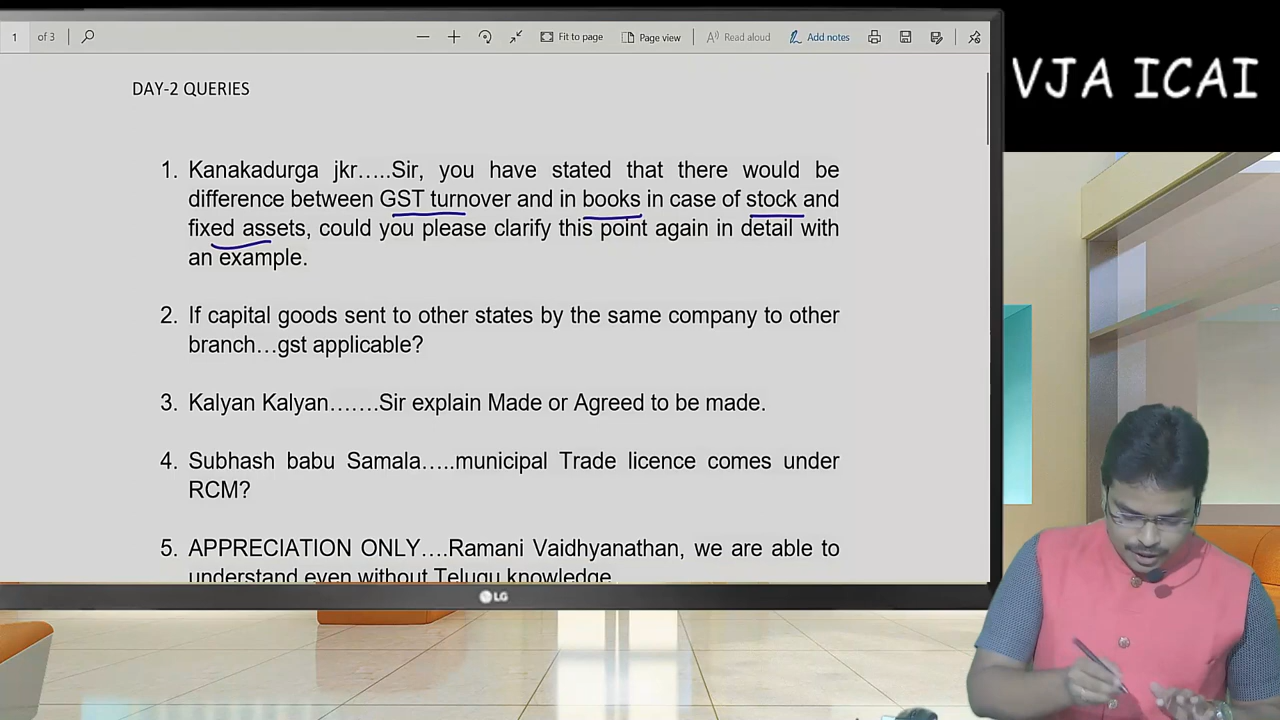 1 of 3
Fit to page
Page view
Read aloud
Add notes
VJA ICAI
DAY-2 QUERIES
1. Kanakadurga jkr…..Sir, you have stated that there would be
difference between GST turnover and in books in case of stock and
fixed assets, could you please clarify this point again in detail with
an example.
2. If capital goods sent to other states by the same company to other
branch…gst applicable?
3. Kalyan Kalyan…….Sir explain Made or Agreed to be made.
4. Subhash babu Samala…..municipal Trade licence comes under
RCM?
5. APPRECIATION ONLY….Ramani Vaidhyanathan, we are able to
understand even without Telugu knowledge.
LG